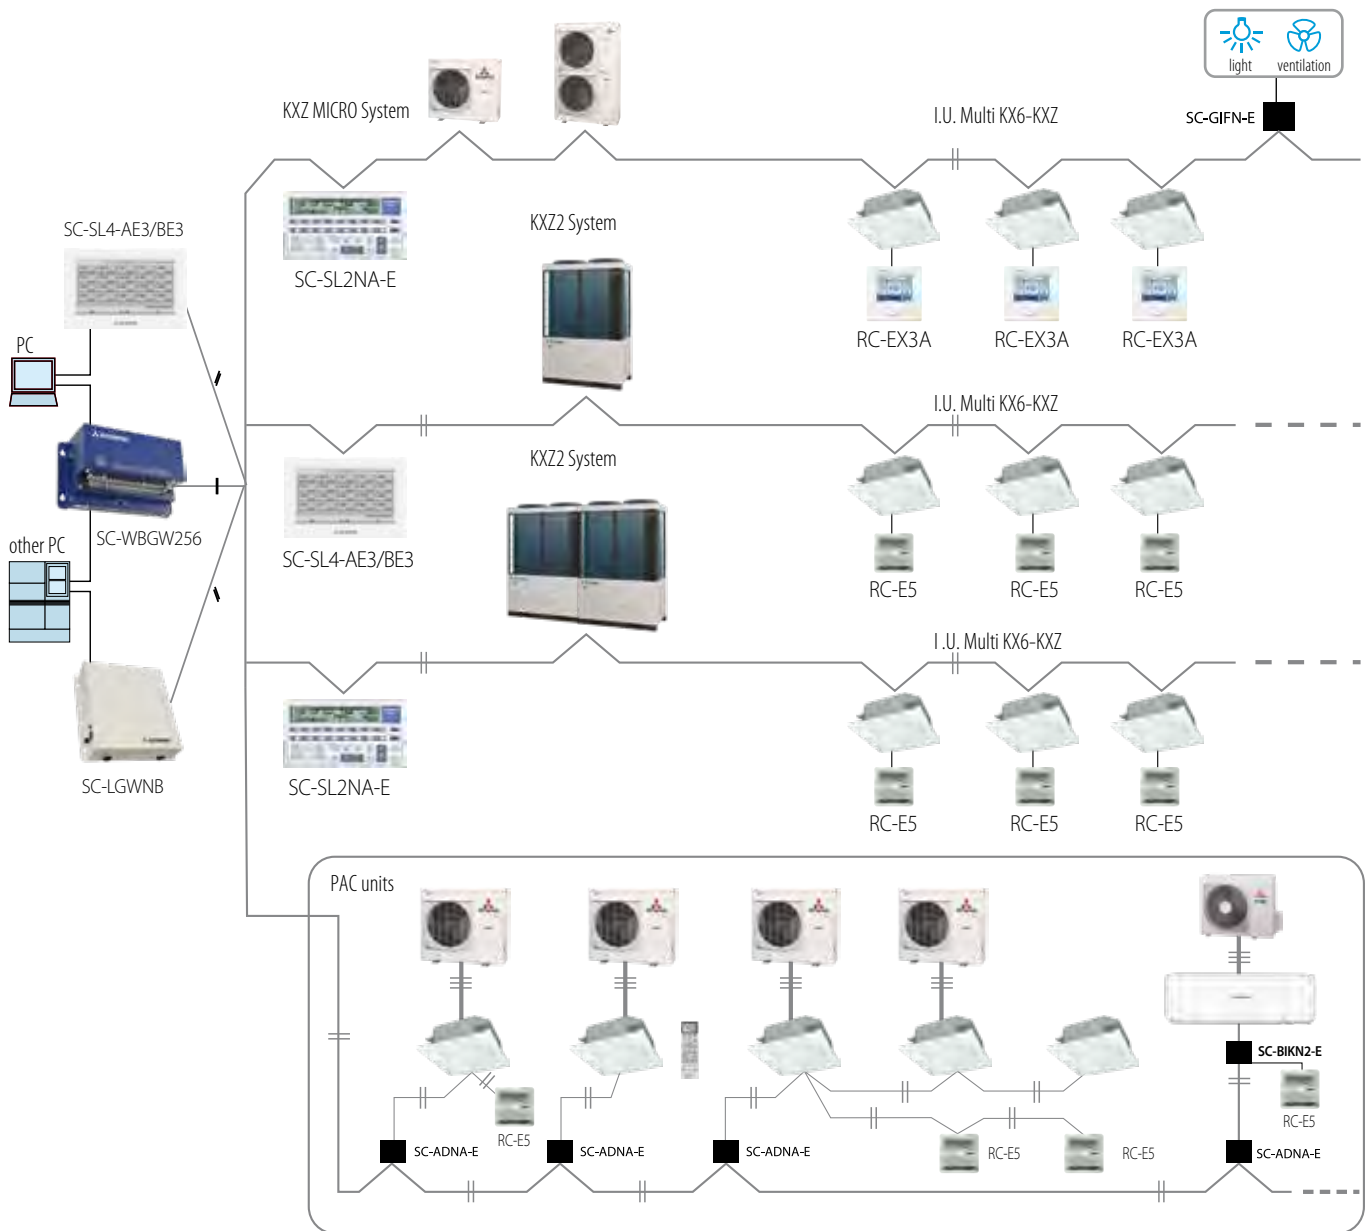 light ventilation
KXZ MICRO System
I.U. Multi KX6-KXZ
SC-GIFN-E
SC-SL4-AE3/BE3
KXZ2 System
SC-SL2NA-E
RC-EX3A RC-EX3A RC-EX3A
PC
I.U. Multi KX6-KXZ
KXZ2 System
SC-WBGW256
other PC
SC-SL4-AE3/BE3
RC-E5 RC-E5 RC-E5
I .U. Multi KX6-KXZ
SC-LGWNB
SC-SL2NA-E
RC-E5 RC-E5 RC-E5
PAC units
SC-BIKN2-E
RC-E5
RC-E5
SC-ADNA-E SC-ADNA-E SC-ADNA-E RC-E5 RC-E5 SC-ADNA-E